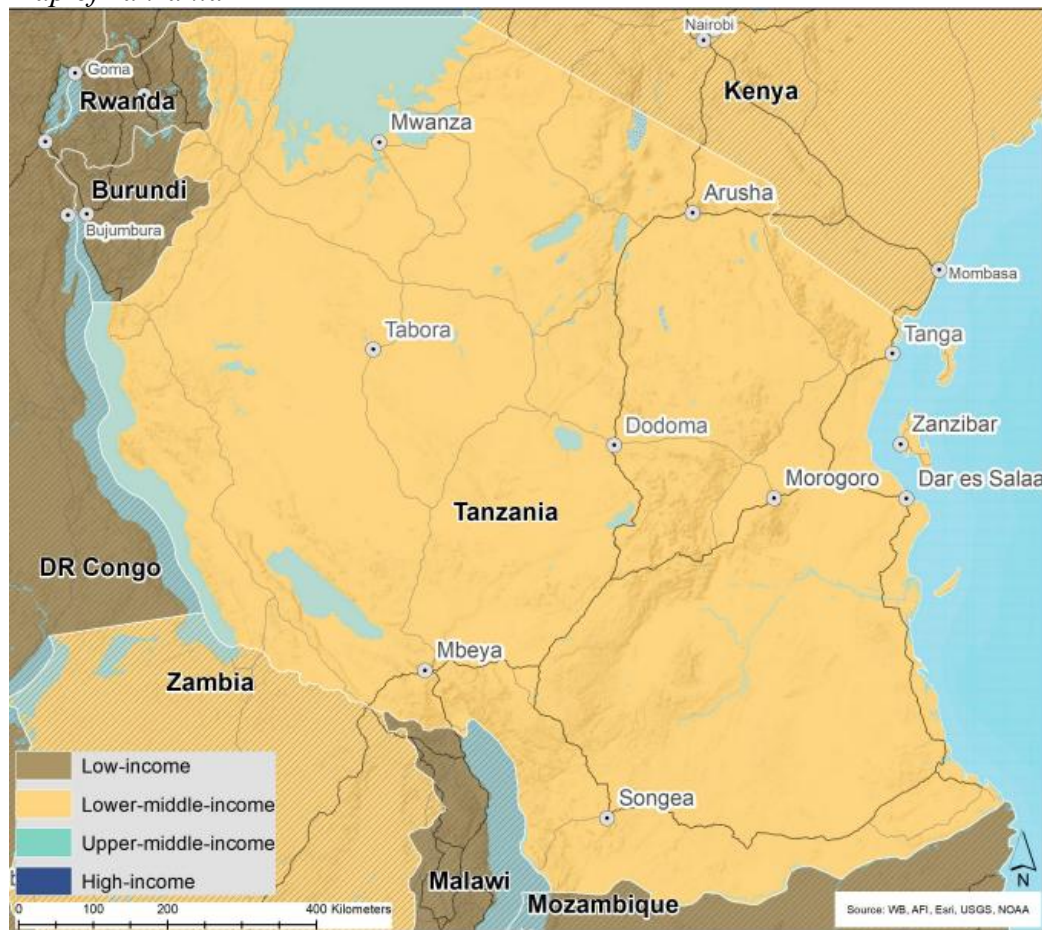 Nairobi
Goma
Rwanda
Kenya
Mwanza
Burundi
Arusha
Bujumbura
Mombasa
Tabora
Tanga
Dodoma
Zanzibar
Morogoro
Dar es Salaa
Tanzania
DR Congo
Mbeya
Zambia
Low-income
Lower-middle-income
Songea
Upper-middle-income
High-income
Malawi
N
Mozambique
0 100 200 400 Kilometers
Source: WB, AFI, Esri, USGS, NOAA